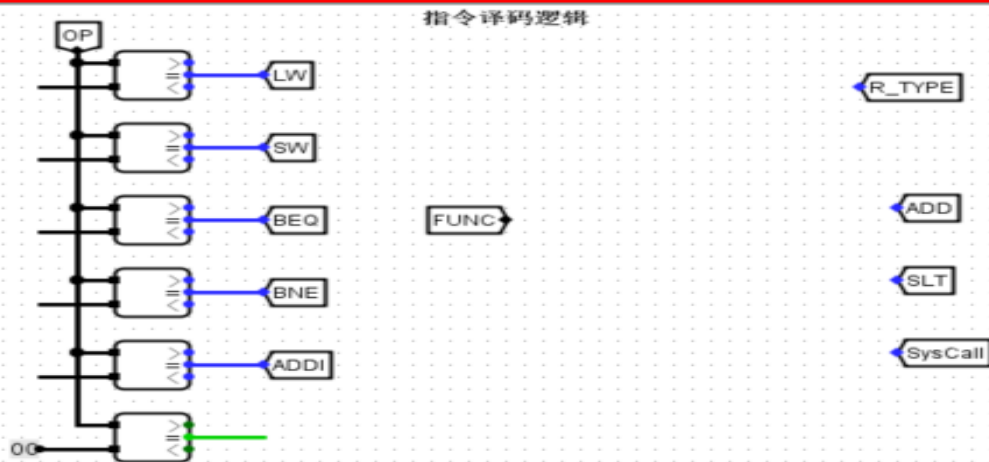 指令译码逻辑
OP
LW
R_TYPE
SW
ADD
BEQ
FUNC
SLT
BNE
SysCall
ADDI
00